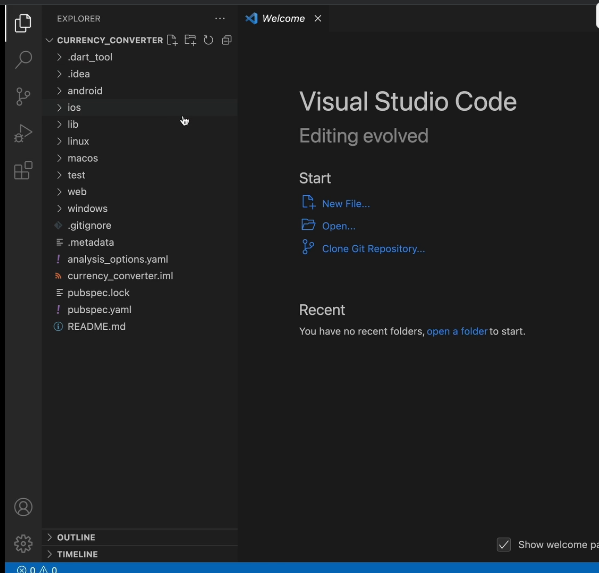 EXPLORER
Welcome
CURRENCY_CONVERTER
.dart_tool
.idea
android
ios
lib
linux
macos
test
web
windows
.gitignore
.metadata
analysis_options.yaml
currency_converter.iml
pubspec.lock
pubspec.yaml
README.md
OUTLINE
TIMELINE
0 0
Visual Studio Code
Editing evolved
Start
New File...
Open...
Clone Git Repository...
Recent
You have no recent folders, open a folder to start.
Show welcome pa